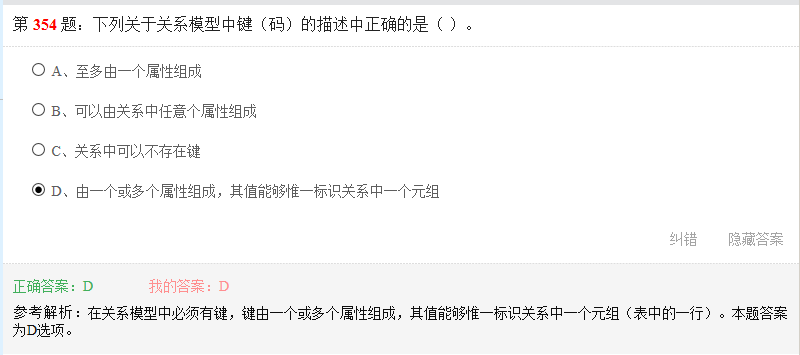 第 354 题：下列关于关系模型中键（码）的描述中正确的是（ ）。
A、至多由一个属性组成
B、可以由关系中任意个属性组成
C、关系中可以不存在键
D、由一个或多个属性组成，其值能够惟一标识关系中一个元组
纠错 隐藏答案
正确答案：D 我的答案：D
参考解析：在关系模型中必须有键，键由一个或多个属性组成，其值能够惟一标识关系中一个元组（表中的一行）。本题答案
为D选项。